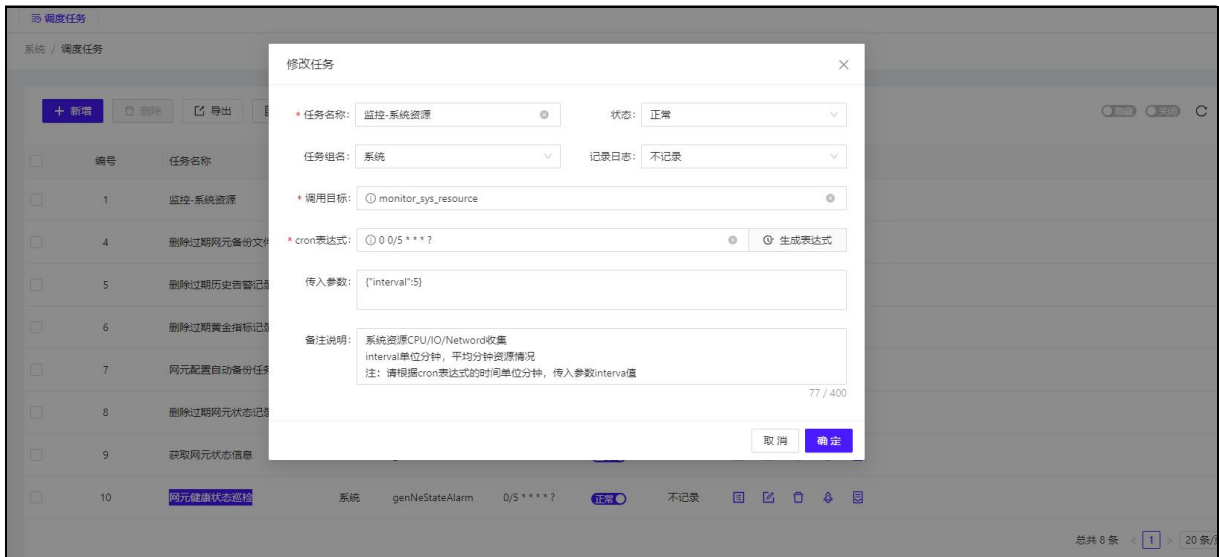 调度任务
系统 / 调度任务
修改任务
+ 新增
删除
导出
* 任务名称: 监控-系统资源
状态: 正常
任务组名: 系统
记录日志: 不记录
* 调用目标: monitor_sys_resource
* cron表达式: 0 0/5 * * * ?
生成表达式
传入参数: {"interval":5}
备注说明: 系统资源CPU/IO/Netword收集
interval单位分钟,平均分钟资源情况
注:请根据cron表达式的时间单位分钟,传入参数interva值
77 / 400
取消
确定
编号 任务名称
1 监控-系统资源
4 删除过期网元备份文件
5 删除过期历史告警记录
6 删除过期黄金指标记录
7 网元配置自动备份任务
8 删除过期网元状态记录
9 获取网元状态信息
10 网元健康状态巡检 系统 genNeStateAlarm 0/5 * * * * ? 正常 不记录
总共 8 条 < 1 > 20 条/